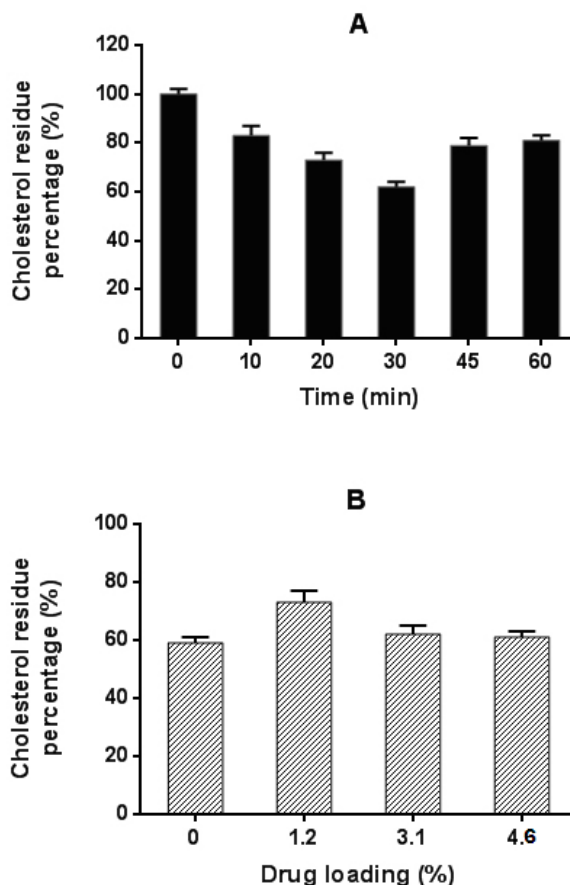 A
Cholesterol residue
percentage (%)
120
100
80
60
40
20
0
0 10 20 30 45 60
Time (min)
B
Cholesterol residue
percentage (%)
100
80
60
40
20
0
0 1.2 3.1 4.6
Drug loading (%)